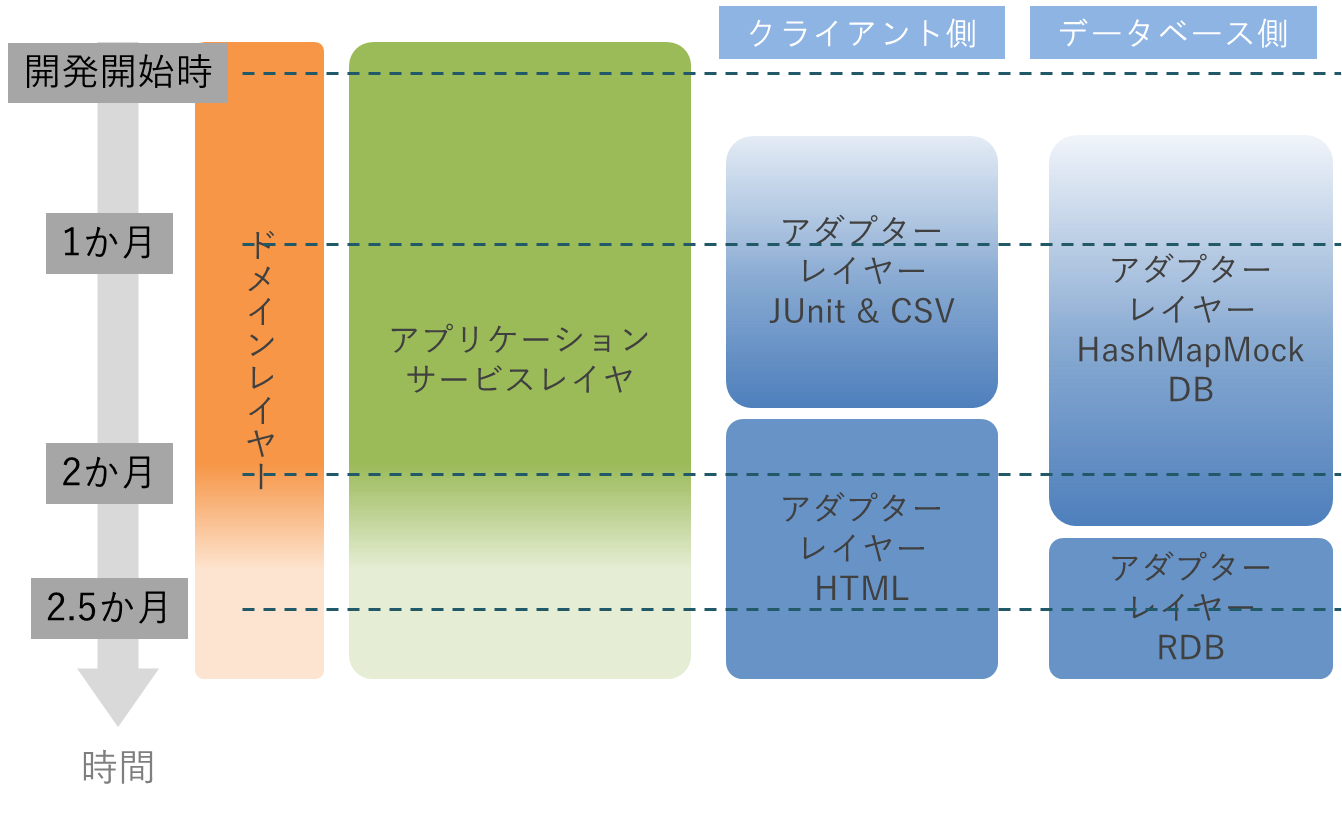 クライアント側
データベース側
開発開始時
1か月
2か月
2.5か月
時間
ドメインレイヤー
アプリケーション
サービスレイヤ
アダプター
レイヤー
JUnit & CSV
アダプター
レイヤー
HTML
アダプター
レイヤー
HashMapMock
DB
アダプター
レイヤー
RDB